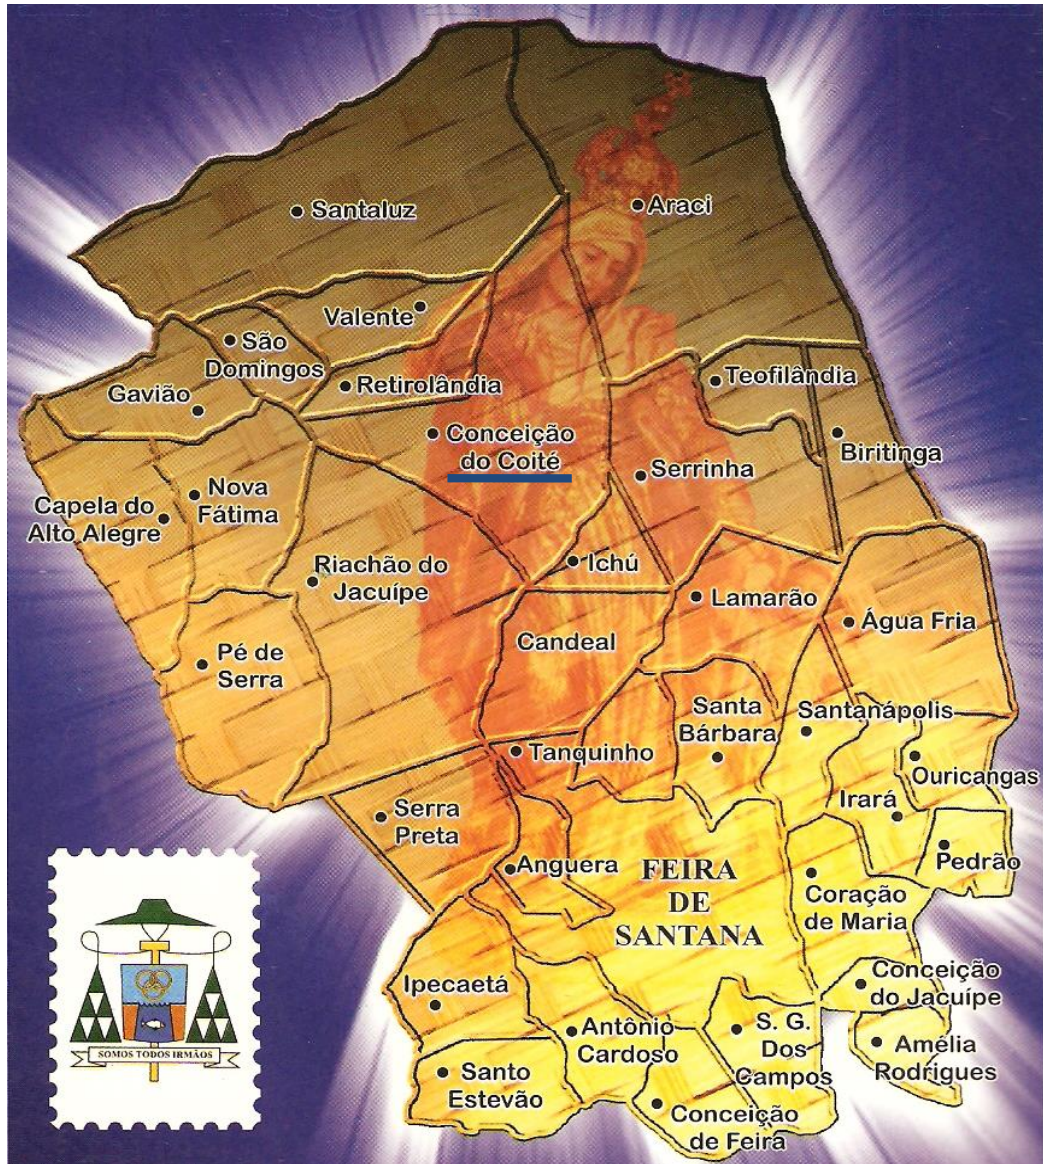 Santaluz
Araci
Valente
São
Domingos
Gavião
Retirolândia
Teofilândia
Conceição
do Coité
Serrinha
Biritinga
Nova
Fátima
Capela do
Alto Alegre
Riachão do
Jacuípe
Ichú
Lamarão
Água Fria
Candeal
Pé de
Serra
Santa
Bárbara
Santanápolis
Tanquinho
Ouricangas
Irará
Serra
Preta
Anguera
FEIRA
DE
SANTANA
Pedrão
Coração
de Maria
Ipecaetá
Conceição
do Jacuípe
Antônio
Cardoso
S. G.
Dos
Campos
Amélia
Rodrigues
Santo
Estevão
Conceição
de Feira
SOMOS TODOS IRMÃOS